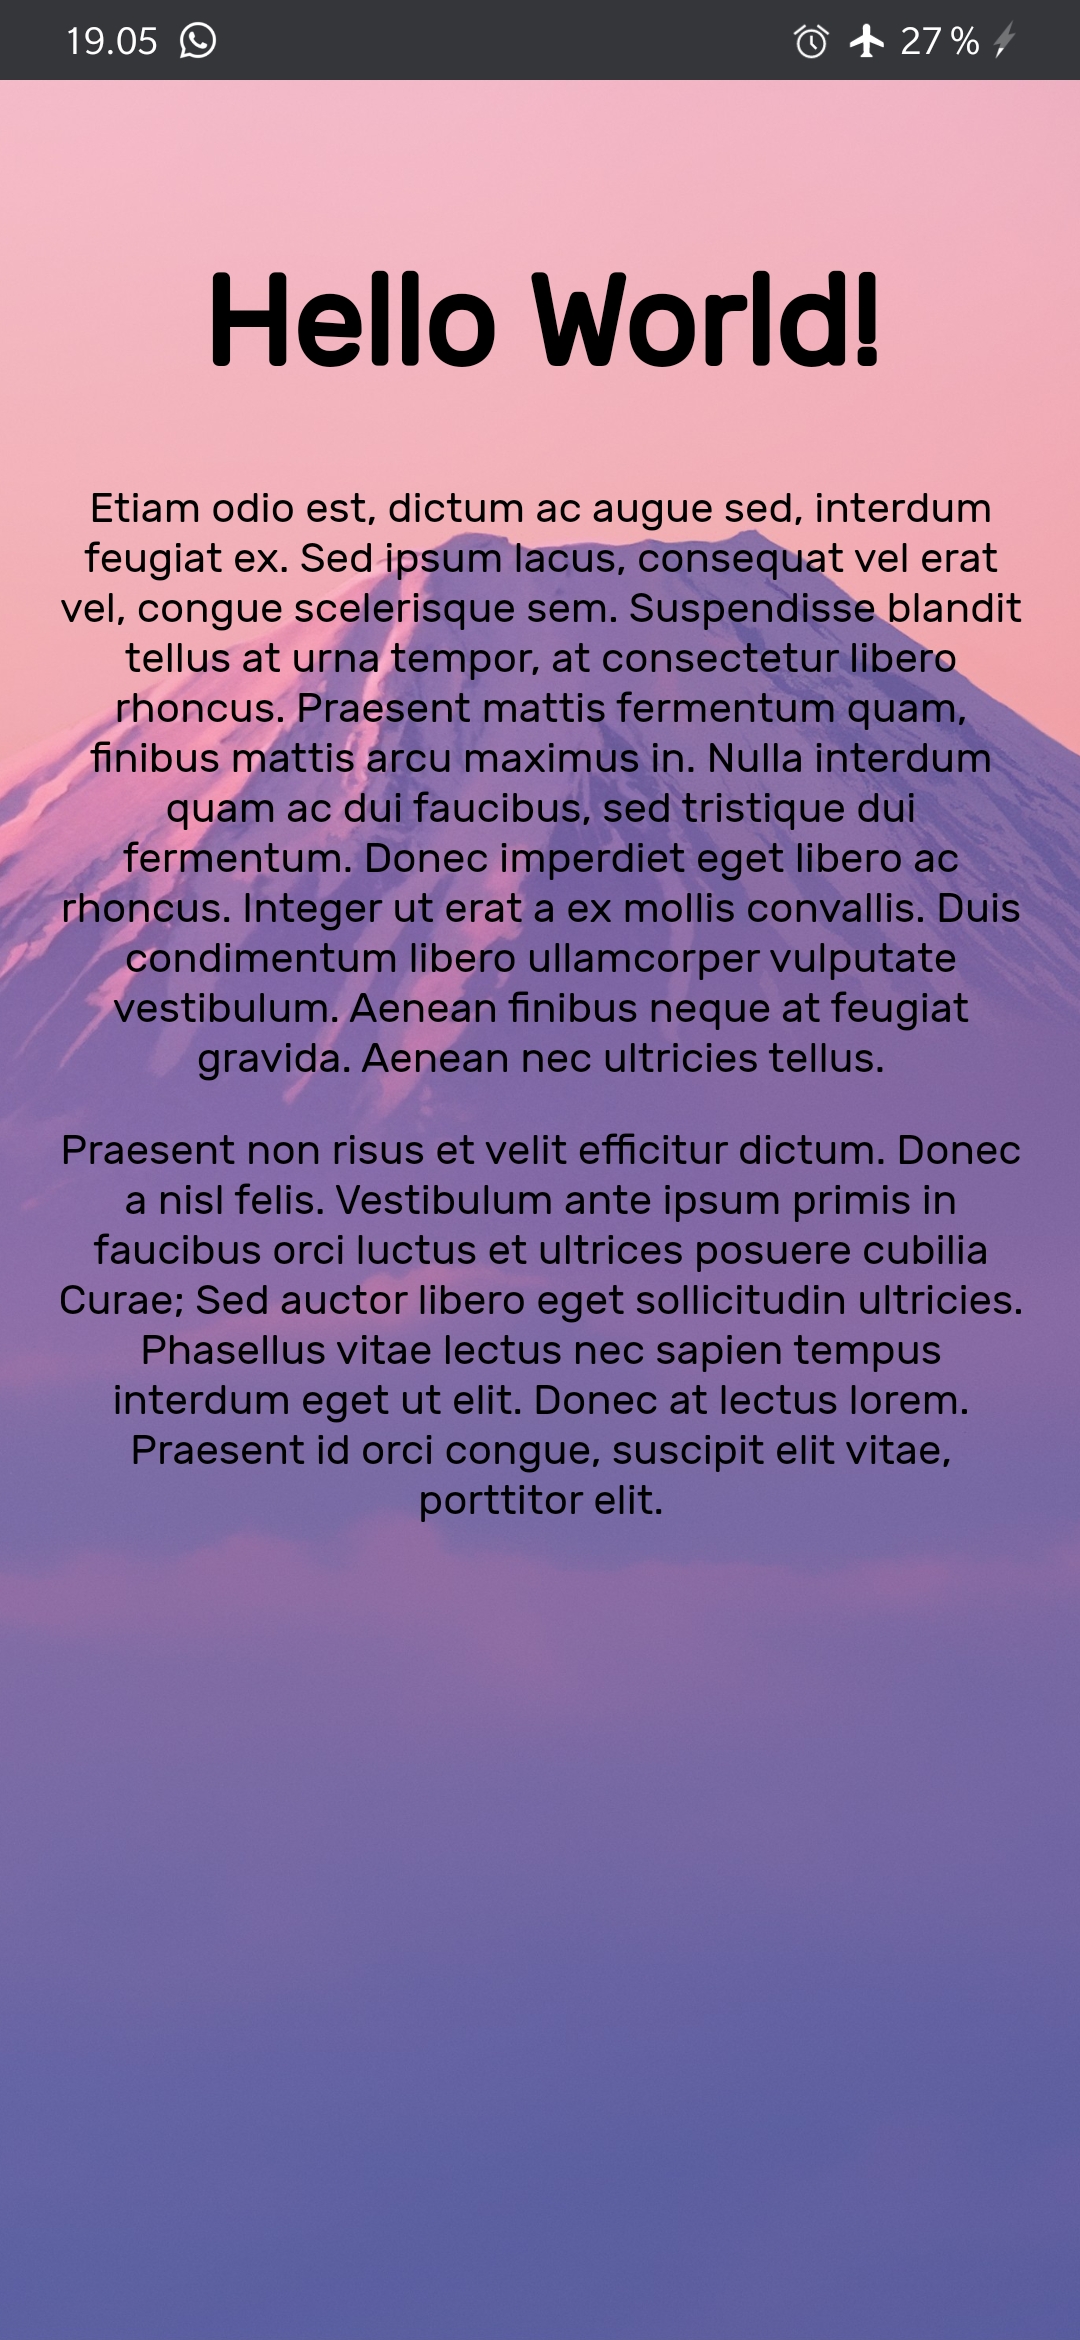 19.05 27 %
Hello World!
Etiam odio est, dictum ac augue sed, interdum
feugiat ex. Sed ipsum lacus, consequat vel erat
vel, congue scelerisque sem. Suspendisse blandit
tellus at urna tempor, at consectetur libero
rhoncus. Praesent mattis fermentum quam,
finibus mattis arcu maximus in. Nulla interdum
quam ac dui faucibus, sed tristique dui
fermentum. Donec imperdiet eget libero ac
rhoncus. Integer ut erat a ex mollis convallis. Duis
condimentum libero ullamcorper vulputate
vestibulum. Aenean finibus neque at feugiat
gravida. Aenean nec ultricies tellus.
Praesent non risus et velit efficitur dictum. Donec
a nisl felis. Vestibulum ante ipsum primis in
faucibus orci luctus et ultrices posuere cubilia
Curae; Sed auctor libero eget sollicitudin ultricies.
Phasellus vitae lectus nec sapien tempus
interdum eget ut elit. Donec at lectus lorem.
Praesent id orci congue, suscipit elit vitae,
porttitor elit.